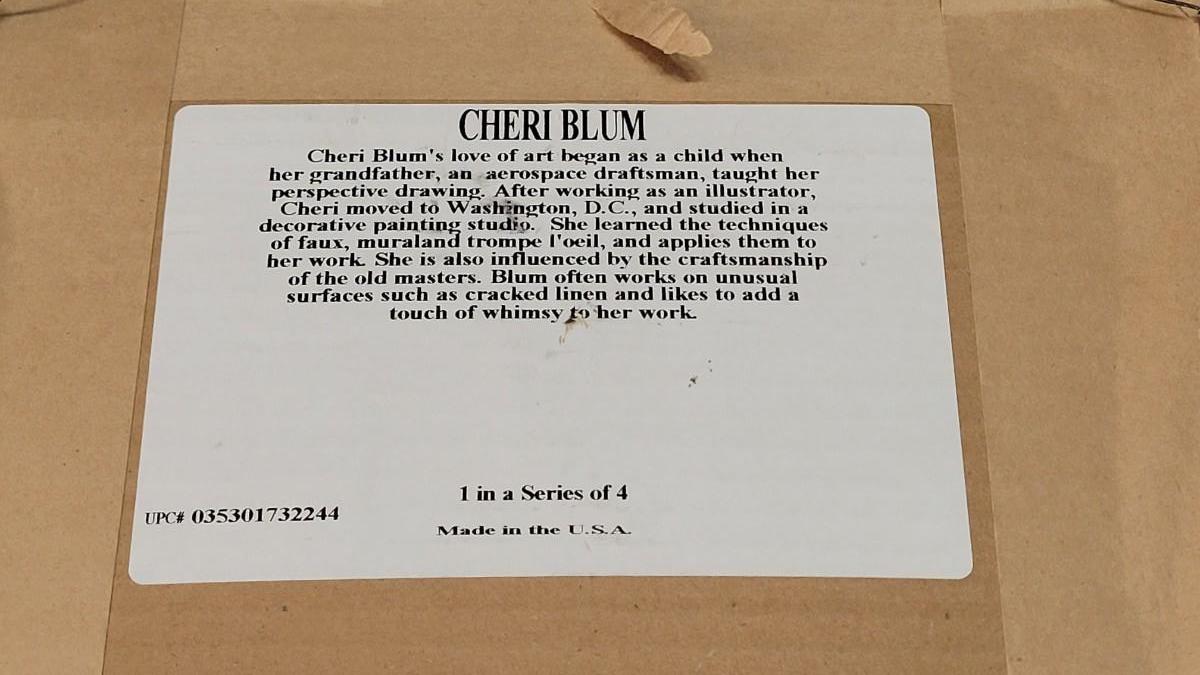 CHERI BLUM
Cheri Blum's love of art began as a child when
her grandfather, an aerospace draftsman, taught her
perspective drawing. After working as an illustrator,
Cheri moved to Washington, D.C., and studied in a
decorative painting studio. She learned the techniques
of faux, muraland trompe l'oeil, and applies them to
her work. She is also influenced by the craftsmanship
of the old masters. Blum often works on unusual
surfaces such as cracked linen and likes to add a
touch of whimsy to her work.
1 in a Series of 4
UPC# 035301732244
Made in the U.S.A.